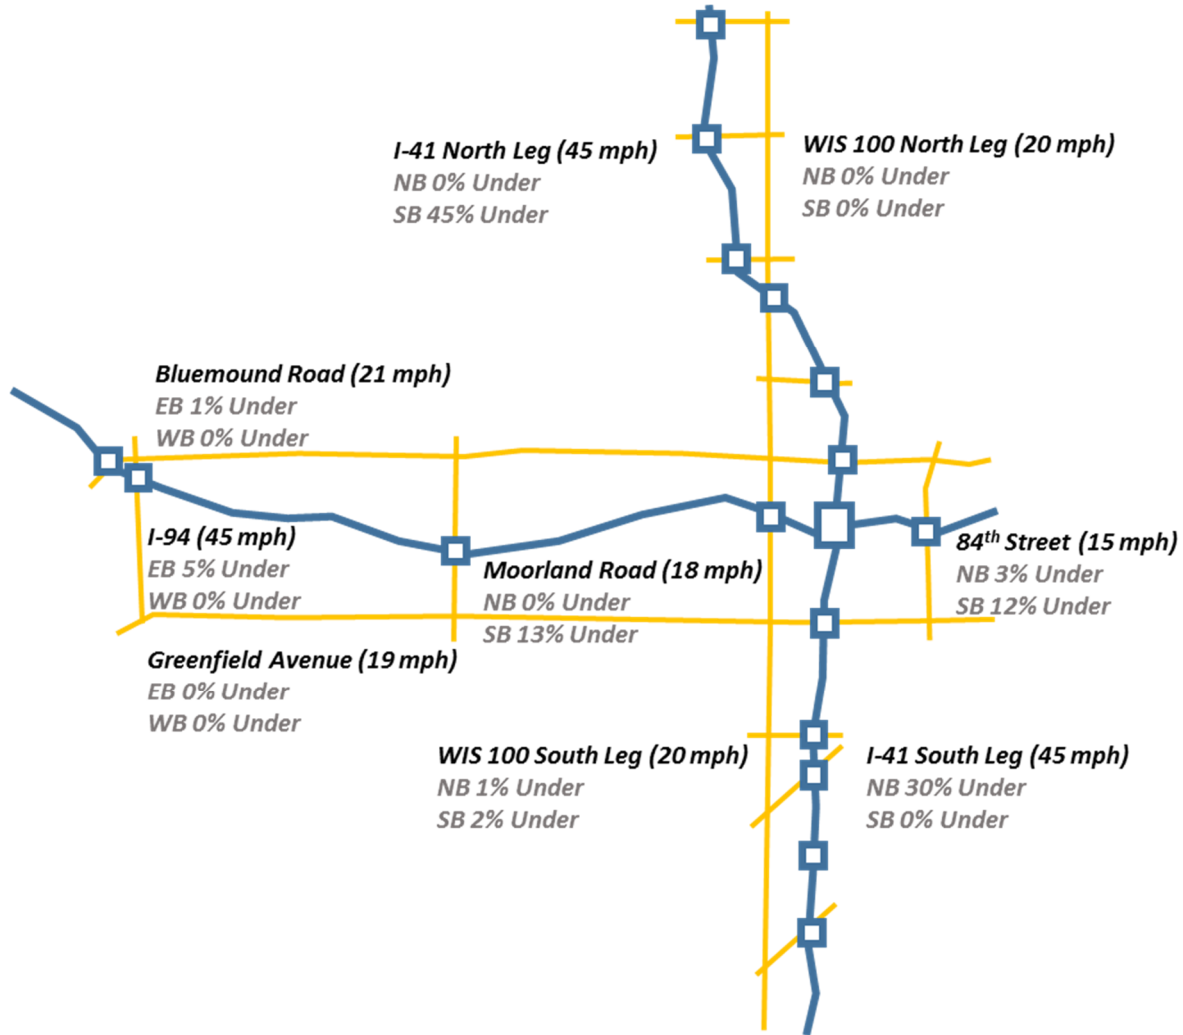 I-41 North Leg (45 mph)
NB 0% Under
SB 45% Under
WIS 100 North Leg (20 mph)
NB 0% Under
SB 0% Under
Bluemound Road (21 mph)
EB 1% Under
WB 0% Under
I-94 (45 mph)
EB 5% Under
WB 0% Under
Moorland Road (18 mph)
NB 0% Under
SB 13% Under
84th Street (15 mph)
NB 3% Under
SB 12% Under
Greenfield Avenue (19 mph)
EB 0% Under
WB 0% Under
WIS 100 South Leg (20 mph)
NB 1% Under
SB 2% Under
I-41 South Leg (45 mph)
NB 30% Under
SB 0% Under